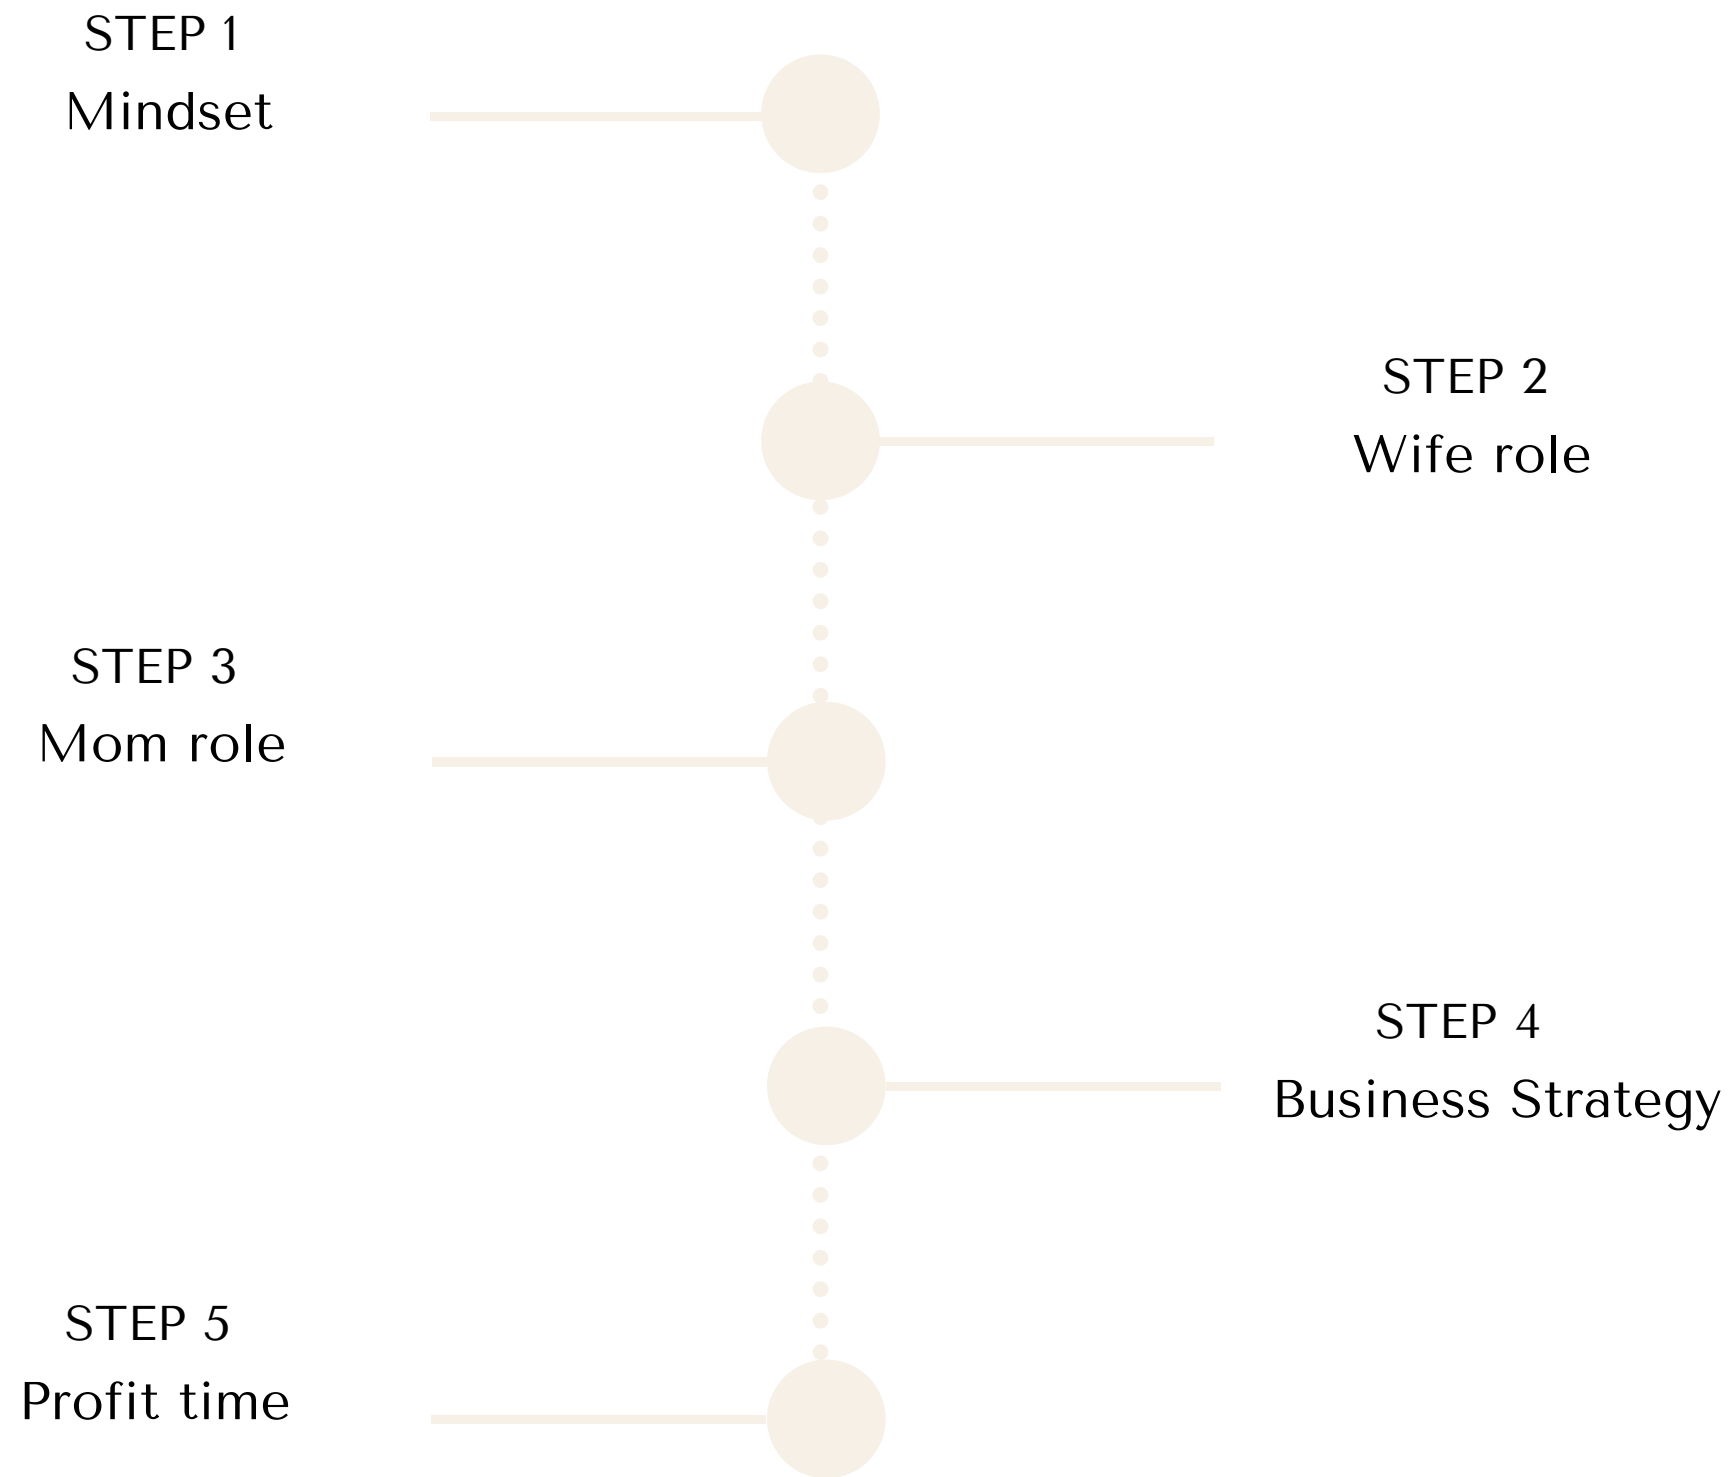 STEP 1
Mindset
STEP 2
Wife role
STEP 3
Mom role
STEP 4
Business Strategy
STEP 5
Profit time